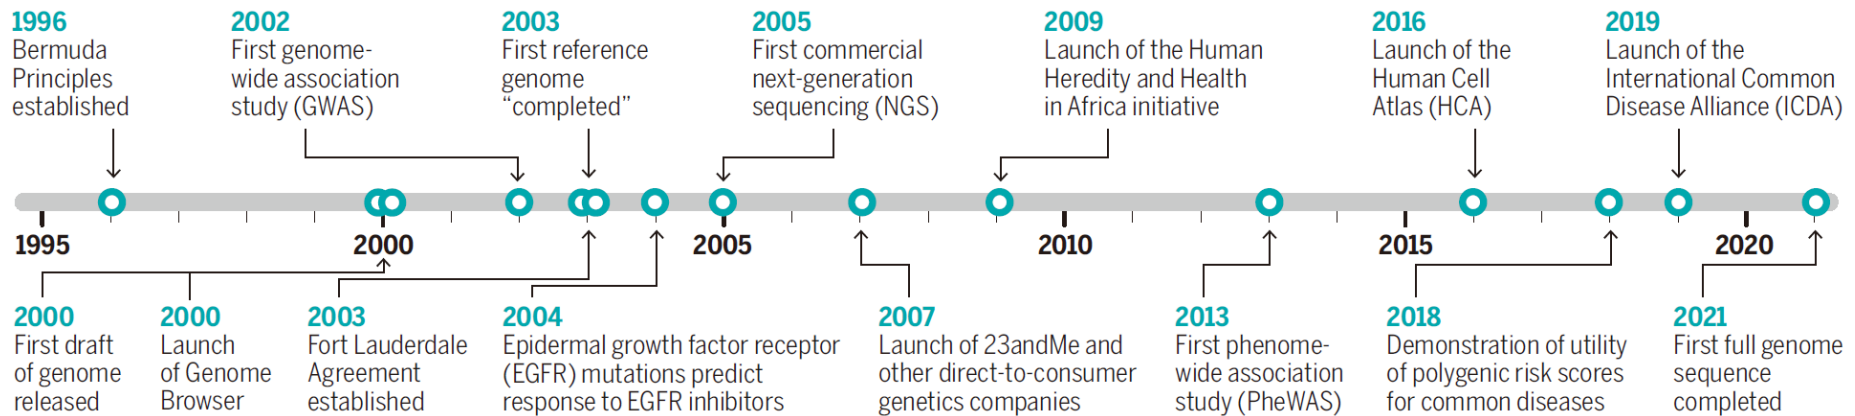 1996
Bermuda
Principles
established
2002
First genome-
wide association
study (GWAS)
2003
First reference
genome
“completed”
2005
First commercial
next-generation
sequencing (NGS)
2009
Launch of the Human
Heredity and Health
in Africa initiative
2016
Launch of the
Human Cell
Atlas (HCA)
2019
Launch of the
International Common
Disease Alliance (ICDA)
1995
2000
2005
2010
2015
2020
2000
First draft
of genome
released
2000
Launch
of Genome
Browser
2003
Fort Lauderdale
Agreement
established
2004
Epidermal growth factor receptor
(EGFR) mutations predict
response to EGFR inhibitors
2007
Launch of 23andMe and
other direct-to-consumer
genetics companies
2013
First phenome-
wide association
study (PheWAS)
2018
Demonstration of utility
of polygenic risk scores
for common diseases
2021
First full genome
sequence
completed